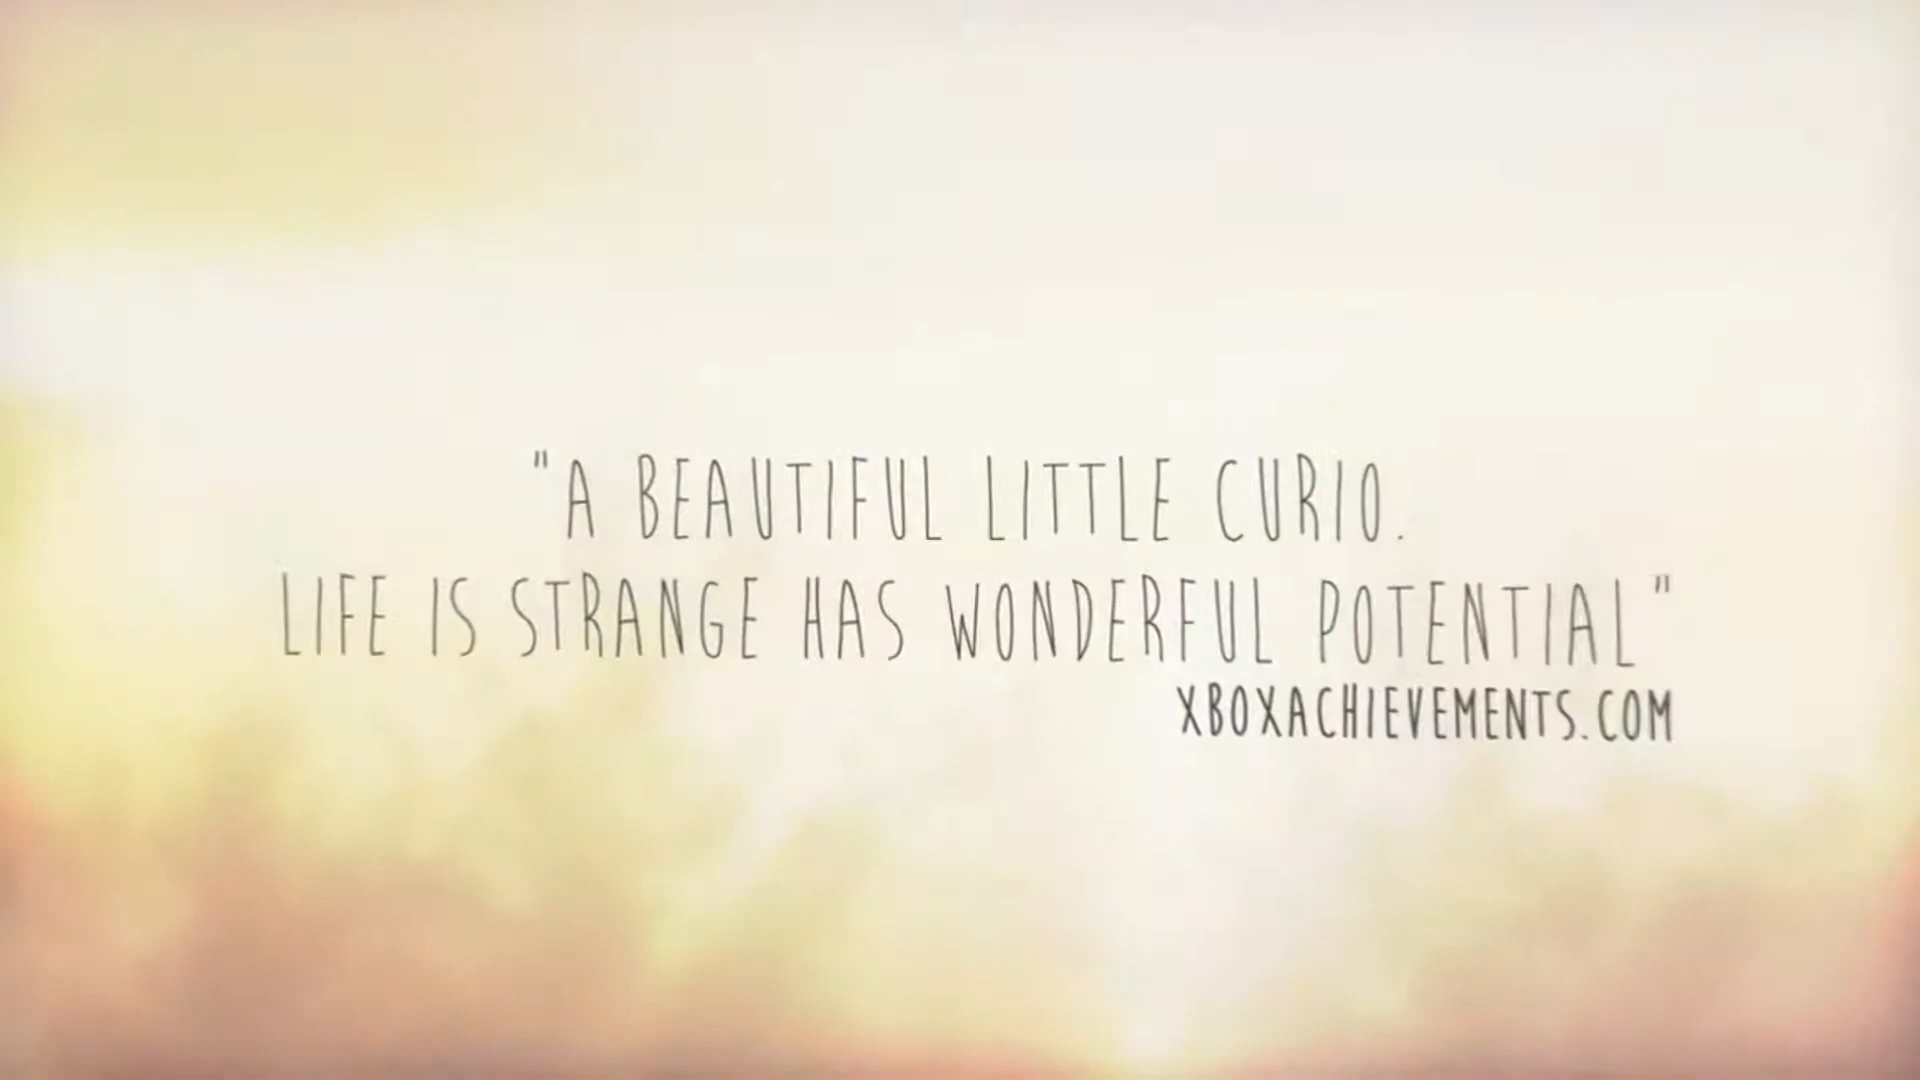 "A BEAUTIFUL LITTLE CURIO.
LIFE IS STRANGE HAS WONDERFUL POTENTIAL"
XBOXACHIEVEMENTS.COM